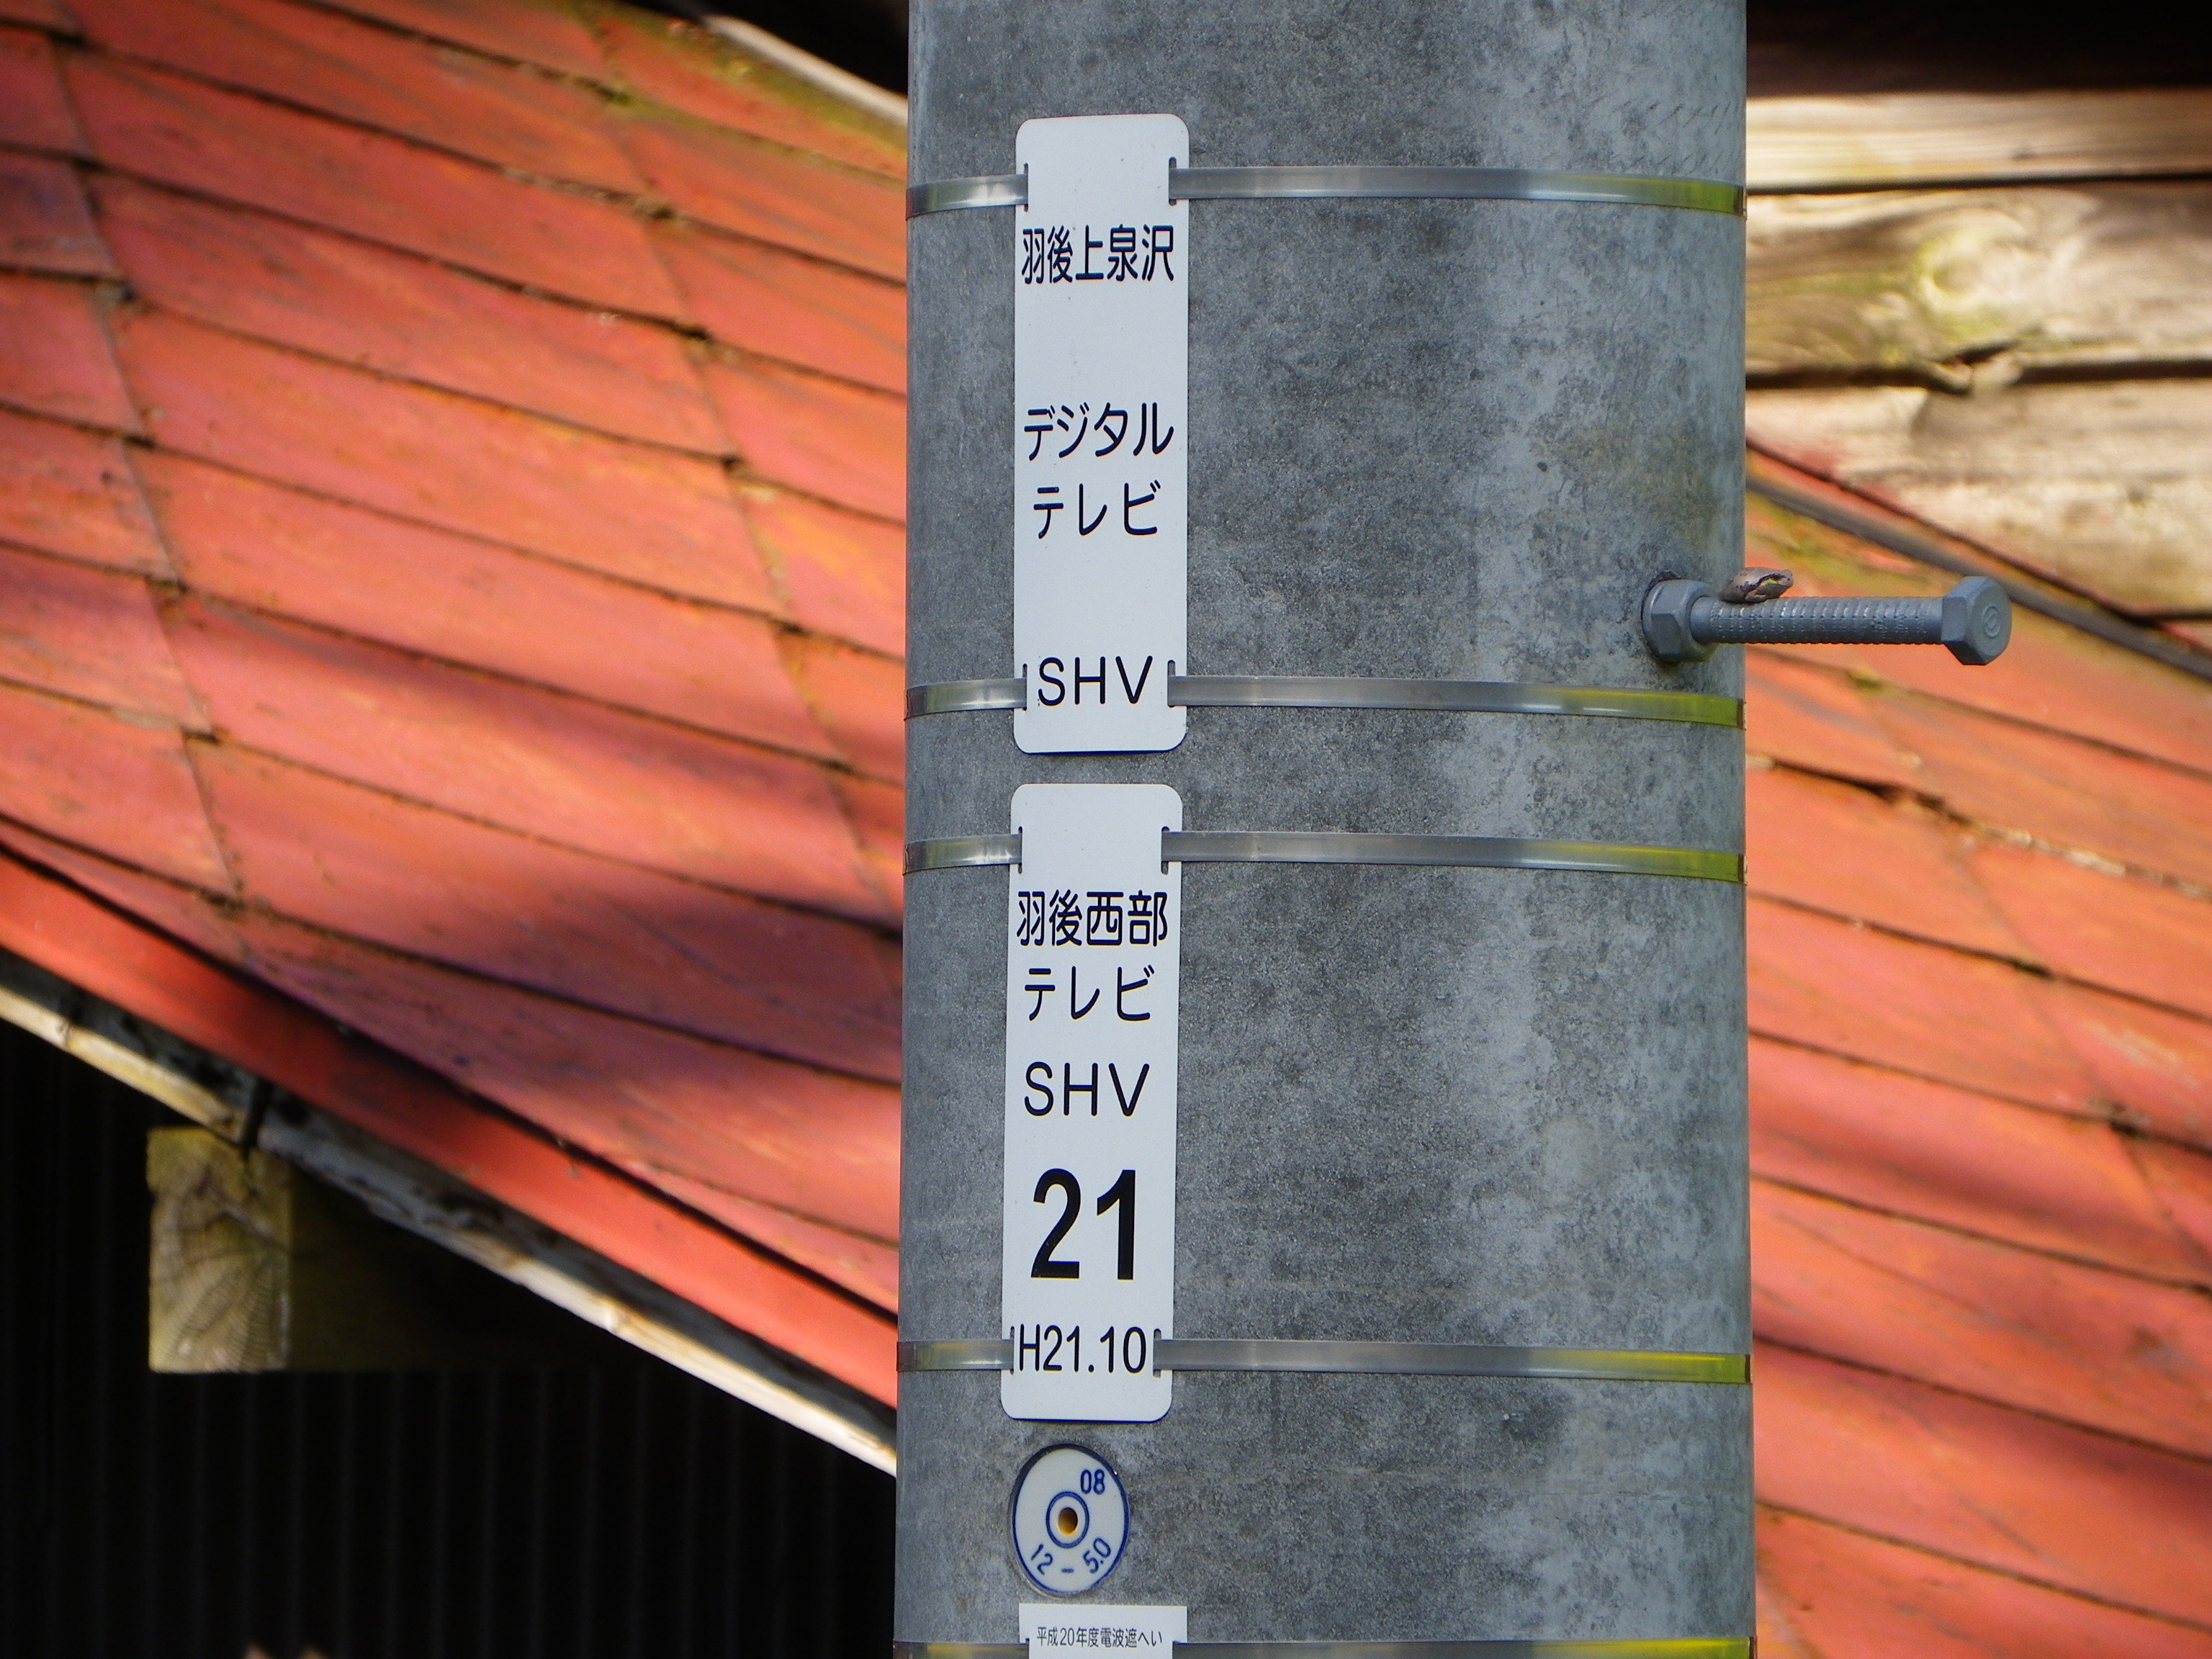 羽後上泉沢
デジタル
テレビ
SHV
羽後西部
テレビ
SHV
21
H21.10
08
12-5.0
平成20年度電波遮へい